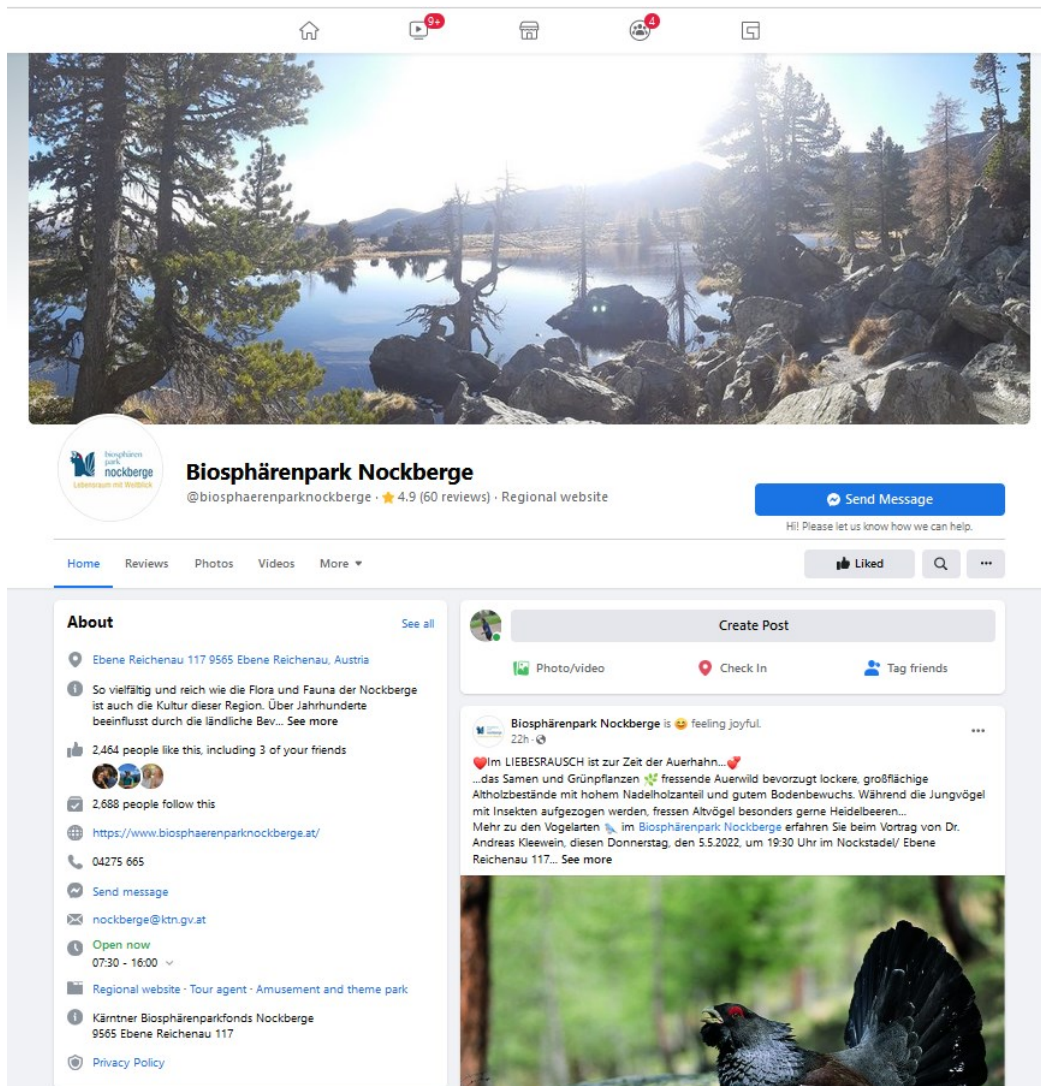 9+
4
biosphären
park
nockberge
Lebensraum mit Weitblick
Biosphärenpark Nockberge
@biosphaerenparknockberge · 4.9 (60 reviews) · Regional website
Send Message
Hi! Please let us know how we can help.
Home Reviews Photos Videos More
Liked
About
See all
Ebene Reichenau 117 9565 Ebene Reichenau, Austria
So vielfältig und reich wie die Flora und Fauna der Nockberge
ist auch die Kultur dieser Region. Über Jahrhunderte
beeinflusst durch die ländliche Bev... See more
2,464 people like this, including 3 of your friends
2,688 people follow this
https://www.biosphaerenparknockberge.at/
04275 665
Send message
nockberge@ktn.gv.at
Open now
07:30 - 16:00
Regional website · Tour agent · Amusement and theme park
Kärntner Biosphärenparkfonds Nockberge
9565 Ebene Reichenau 117
Privacy Policy
Create Post
Photo/video Check In Tag friends
Biosphärenpark Nockberge is 😄 feeling joyful.
22h ·
❤️Im LIEBESRAUSCH ist zur Zeit der Auerhahn...💕
...das Samen und Grünpflanzen 🌿 fressende Auerwild bevorzugt lockere, großflächige
Altholzbestände mit hohem Nadelholzanteil und gutem Bodenbewuchs. Während die Jungvögel
mit Insekten aufgezogen werden, fressen Altvögel besonders gerne Heidelbeeren...
Mehr zu den Vogelarten im Biosphärenpark Nockberge erfahren Sie beim Vortrag von Dr.
Andreas Kleewein, diesen Donnerstag, den 5.5.2022, um 19:30 Uhr im Nockstadel/ Ebene
Reichenau 117... See more